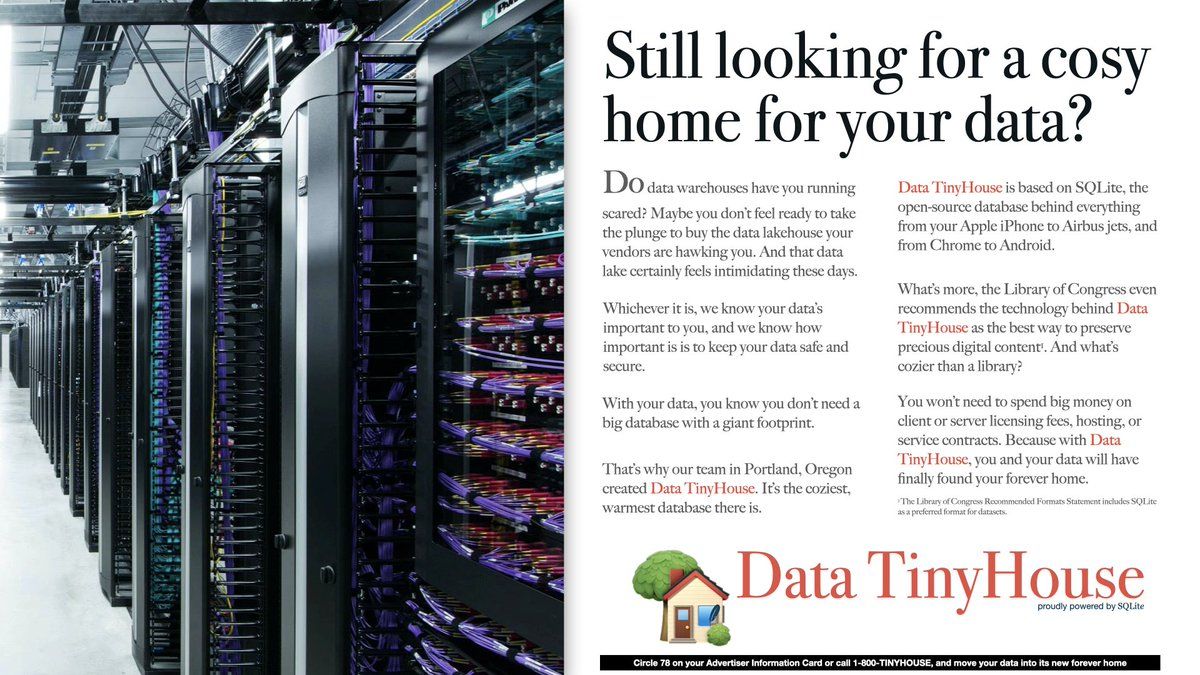 Still looking for a cosy
home for your data?
Do data warehouses have you running
scared? Maybe you don’t feel ready to take
the plunge to buy the data lakehouse your
vendors are hawking you. And that data
lake certainly feels intimidating these days.
Whichever it is, we know your data’s
important to you, and we know how
important is is to keep your data safe and
secure.
With your data, you know you don’t need a
big database with a giant footprint.
That’s why our team in Portland, Oregon
created Data TinyHouse. It’s the coziest,
warmest database there is.
Data TinyHouse is based on SQLite, the
open-source database behind everything
from your Apple iPhone to Airbus jets, and
from Chrome to Android.
What’s more, the Library of Congress even
recommends the technology behind Data
TinyHouse as the best way to preserve
precious digital content¹. And what’s
cozier than a library?
You won’t need to spend big money on
client or server licensing fees, hosting, or
service contracts. Because with Data
TinyHouse, you and your data will have
finally found your forever home.
¹ The Library of Congress Recommended Formats Statement includes SQLite
as a preferred format for datasets.
Data TinyHouse
proudly powered by SQLite
Circle 78 on your Advertiser Information Card or call 1-800-TINYHOUSE, and move your data into its new forever home